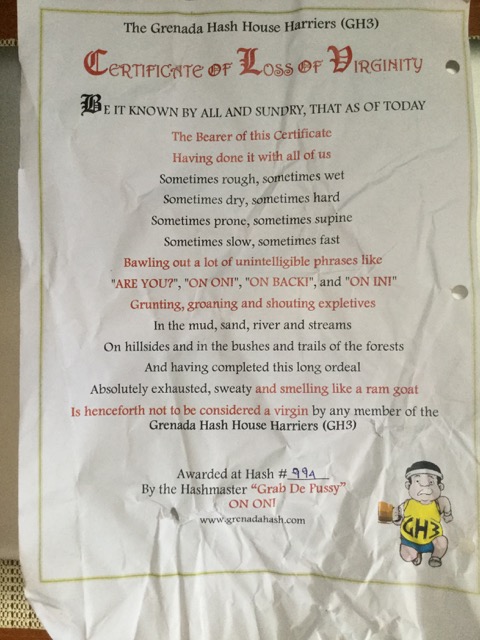 The Grenada Hash House Harriers (GH3)
Certificate of Loss of Virginity
Be it known by all and sundry, that as of today
The Bearer of this Certificate
Having done it with all of us
Sometimes rough, sometimes wet
Sometimes dry, sometimes hard
Sometimes prone, sometimes supine
Sometimes slow, sometimes fast
Bawling out a lot of unintelligible phrases like
"ARE YOU?", "ON ON!", "ON BACK!", and "ON IN!"
Grunting, groaning and shouting expletives
In the mud, sand, river and streams
On hillsides and in the bushes and trails of the forests
And having completed this long ordeal
Absolutely exhausted, sweaty and smelling like a ram goat
Is henceforth not to be considered a virgin by any member of the
Grenada Hash House Harriers (GH3)
Awarded at Hash # 994
By the Hashmaster "Grab De Pussy"
ON ON!
www.grenadahash.com
GH3